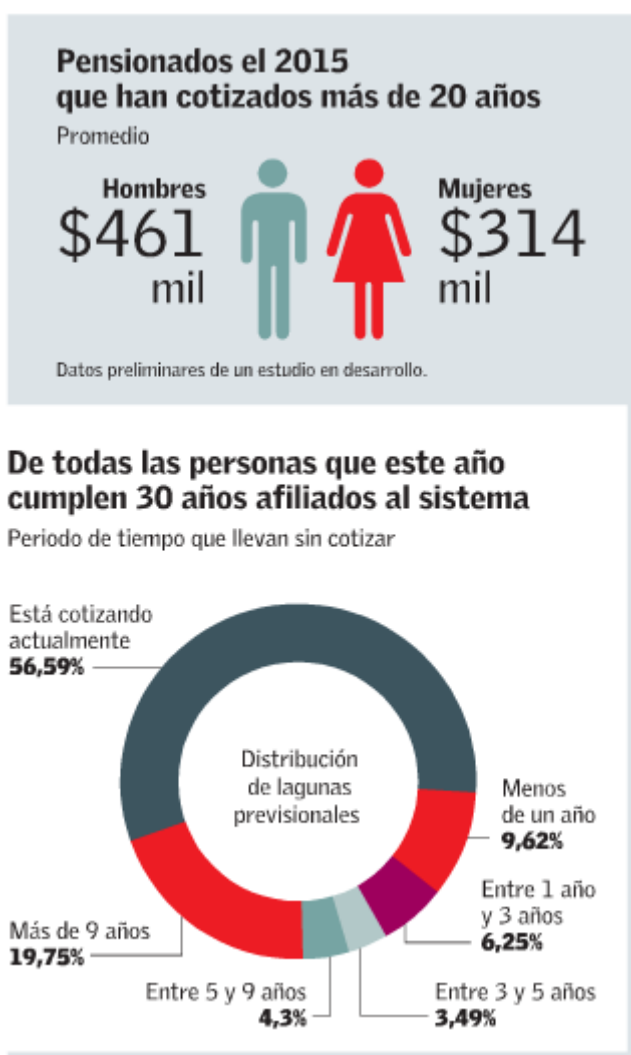 Pensionados el 2015
que han cotizados más de 20 años
Promedio
Hombres
$461
mil
Mujeres
$314
mil
Datos preliminares de un estudio en desarrollo.
De todas las personas que este año
cumplen 30 años afiliados al sistema
Periodo de tiempo que llevan sin cotizar
Está cotizando
actualmente
56,59%
Distribución
de lagunas
previsionales
Menos
de un año
9,62%
Entre 1 año
y 3 años
6,25%
Más de 9 años
19,75%
Entre 5 y 9 años
4,3%
Entre 3 y 5 años
3,49%